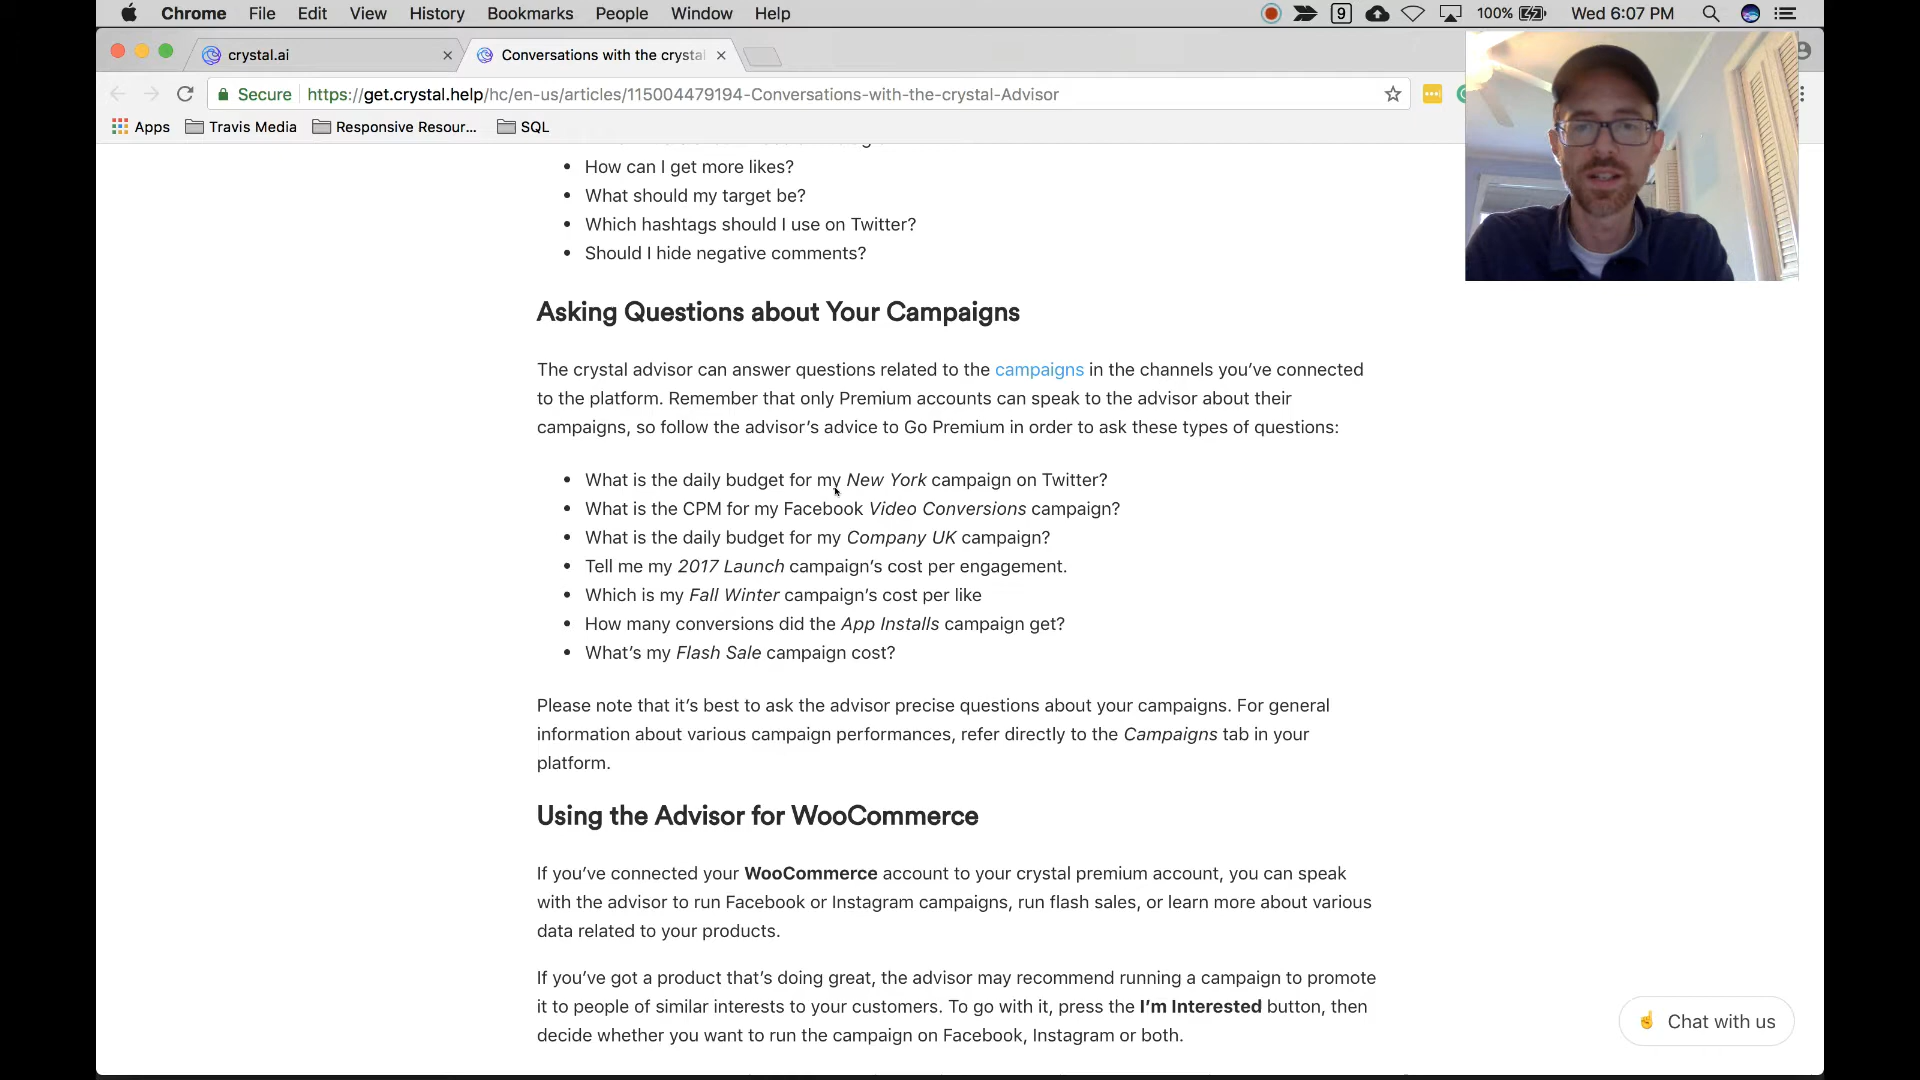 Chrome File Edit View History Bookmarks People Window Help 9 100% Wed 6:07 PM
crystal.ai
Conversations with the crysta
Secure https://get.crystal.help/hc/en-us/articles/115004479194-Conversations-with-the-crystal-Advisor
Apps Travis Media Responsive Resour... SQL
• How can I get more likes?
• What should my target be?
• Which hashtags should I use on Twitter?
• Should I hide negative comments?
Asking Questions about Your Campaigns
The crystal advisor can answer questions related to the campaigns in the channels you’ve connected
to the platform. Remember that only Premium accounts can speak to the advisor about their
campaigns, so follow the advisor’s advice to Go Premium in order to ask these types of questions:
• What is the daily budget for my New York campaign on Twitter?
• What is the CPM for my Facebook Video Conversions campaign?
• What is the daily budget for my Company UK campaign?
• Tell me my 2017 Launch campaign’s cost per engagement.
• Which is my Fall Winter campaign’s cost per like
• How many conversions did the App Installs campaign get?
• What’s my Flash Sale campaign cost?
Please note that it’s best to ask the advisor precise questions about your campaigns. For general
information about various campaign performances, refer directly to the Campaigns tab in your
platform.
Using the Advisor for WooCommerce
If you’ve connected your WooCommerce account to your crystal premium account, you can speak
with the advisor to run Facebook or Instagram campaigns, run flash sales, or learn more about various
data related to your products.
If you’ve got a product that’s doing great, the advisor may recommend running a campaign to promote
it to people of similar interests to your customers. To go with it, press the I’m Interested button, then
decide whether you want to run the campaign on Facebook, Instagram or both.
Chat with us